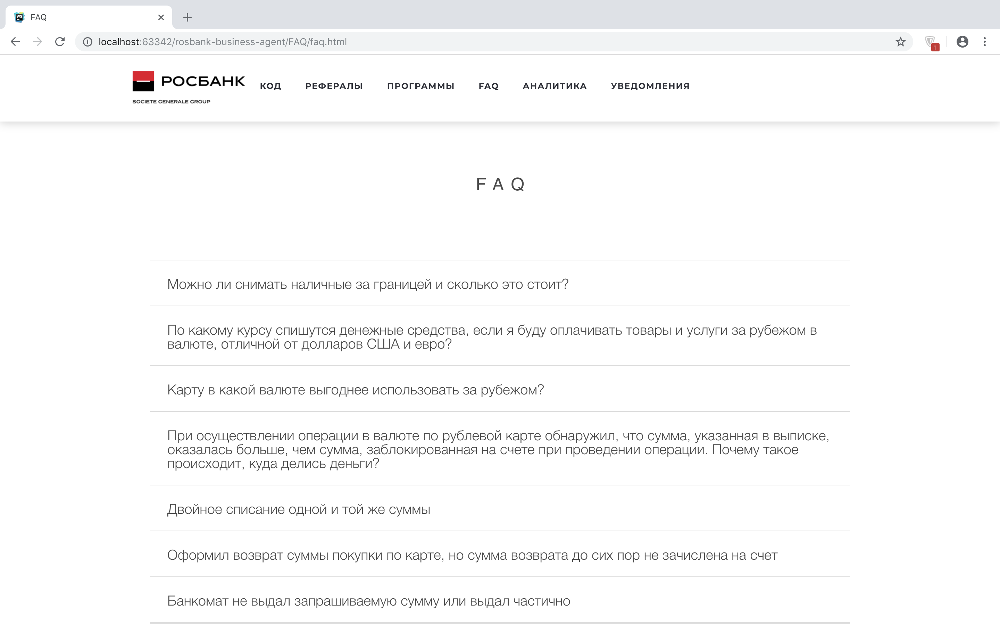 FAQ
localhost:63342/rosbank-business-agent/FAQ/faq.html
1
РОСБАНК
SOCIETE GENERALE GROUP
КОД РЕФЕРАЛЫ ПРОГРАММЫ FAQ АНАЛИТИКА УВЕДОМЛЕНИЯ
FAQ
Можно ли снимать наличные за границей и сколько это стоит?
По какому курсу спишутся денежные средства, если я буду оплачивать товары и услуги за рубежом в
валюте, отличной от долларов США и евро?
Карту в какой валюте выгоднее использовать за рубежом?
При осуществлении операции в валюте по рублевой карте обнаружил, что сумма, указанная в выписке,
оказалась больше, чем сумма, заблокированная на счете при проведении операции. Почему такое
происходит, куда делись деньги?
Двойное списание одной и той же суммы
Оформил возврат суммы покупки по карте, но сумма возврата до сих пор не зачислена на счет
Банкомат не выдал запрашиваемую сумму или выдал частично